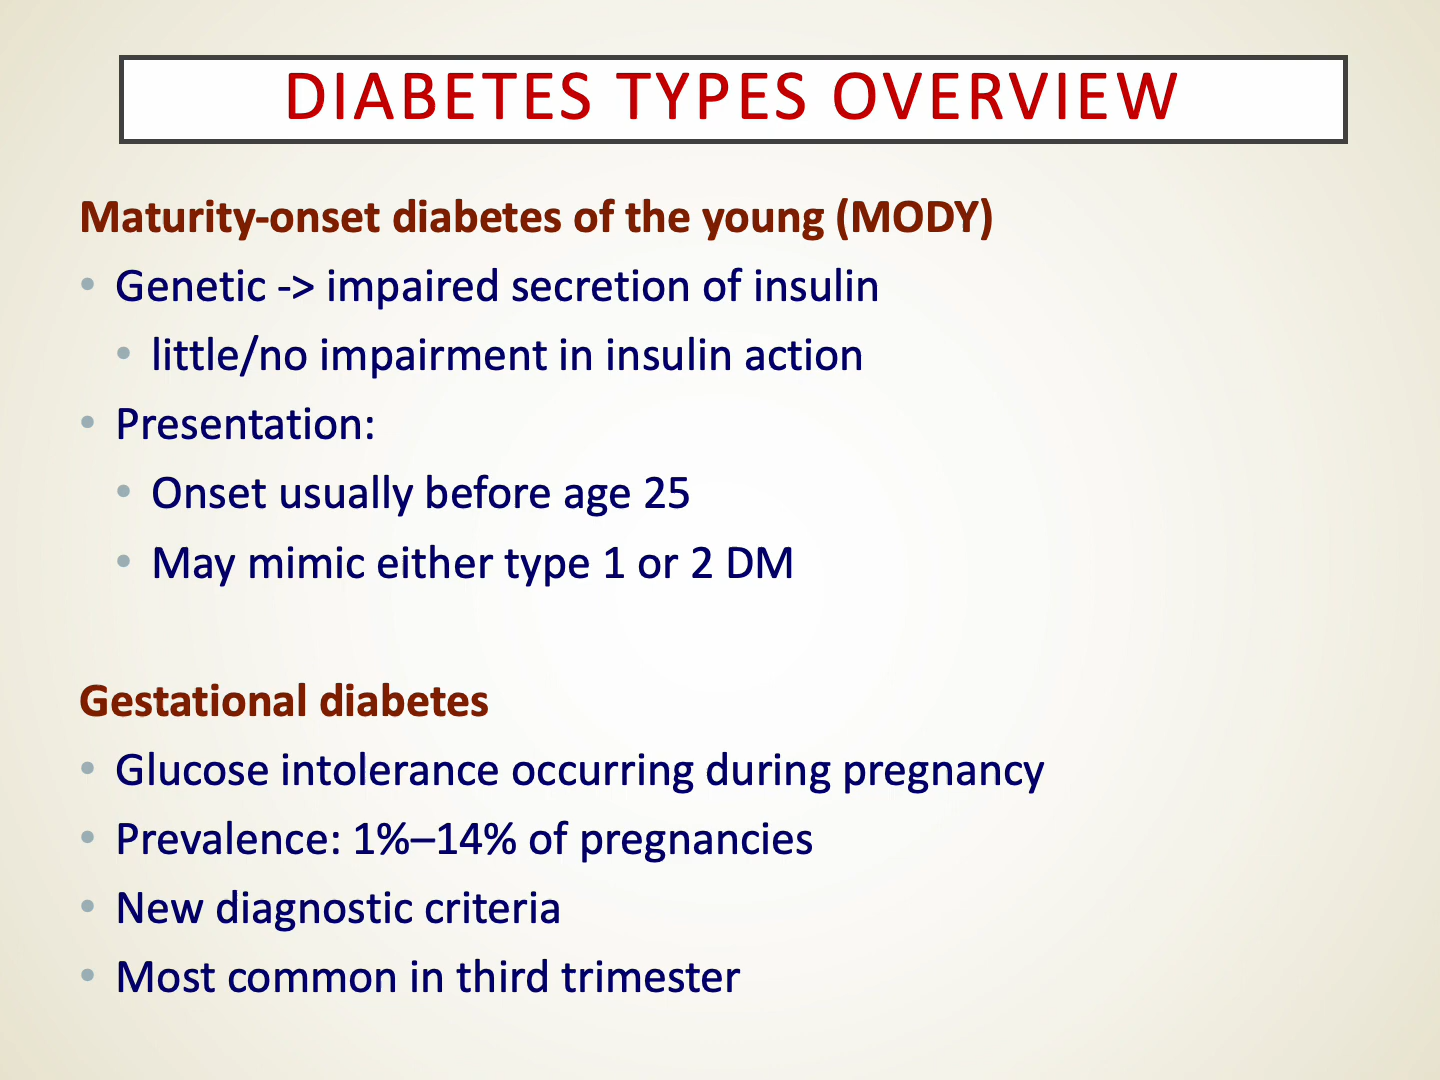 DIABETES TYPES OVERVIEW
Maturity-onset diabetes of the young (MODY)
• Genetic -> impaired secretion of insulin
• little/no impairment in insulin action
• Presentation:
• Onset usually before age 25
• May mimic either type 1 or 2 DM
Gestational diabetes
• Glucose intolerance occurring during pregnancy
• Prevalence: 1%–14% of pregnancies
• New diagnostic criteria
• Most common in third trimester